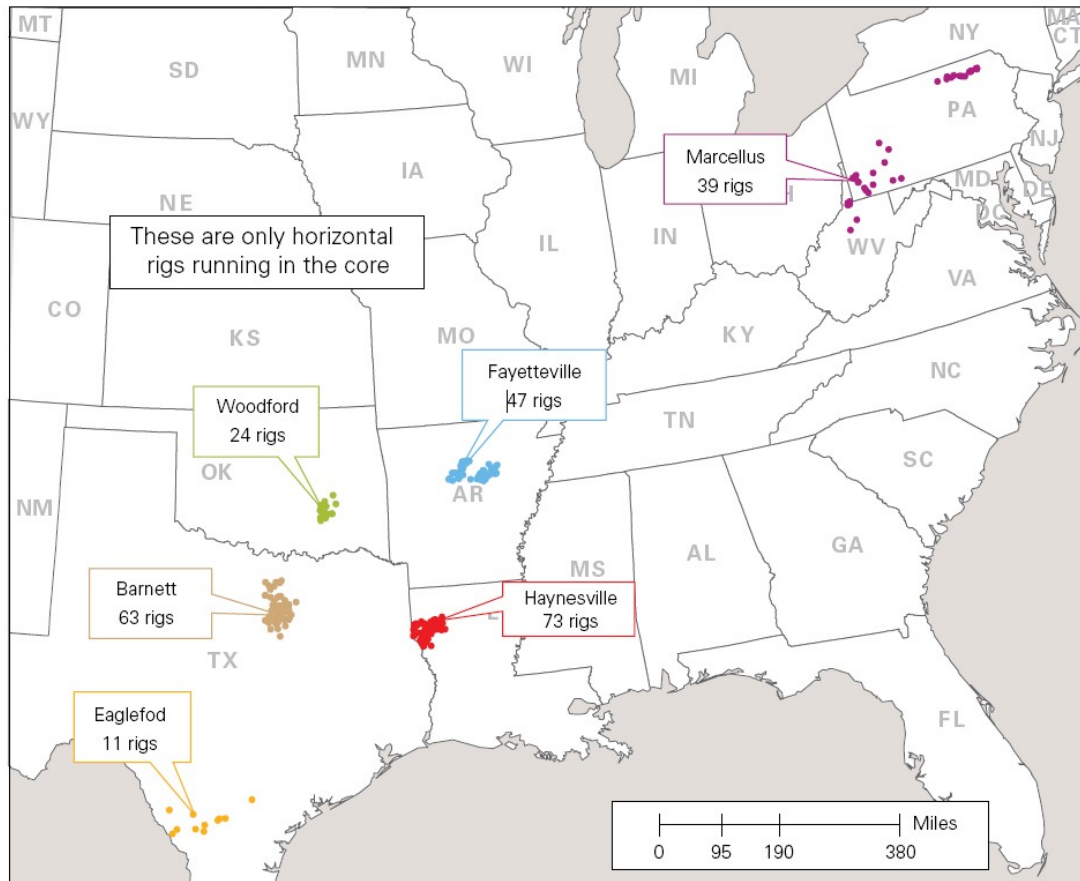 MT
ND
SD
MN
WI
MI
NY
MA
CT
WY
PA
NJ
IA
Marcellus
39 rigs
MD
DE
DC
NE
These are only horizontal
rigs running in the core
IL
IN
H
WV
VA
CO
KS
MO
KY
Fayetteville
47 rigs
NC
Woodford
24 rigs
TN
OK
SC
NM
AR
Barnett
63 rigs
MS
AL
GA
Haynesville
73 rigs
L
TX
Eaglefod
11 rigs
FL
Miles
0
95
190
380